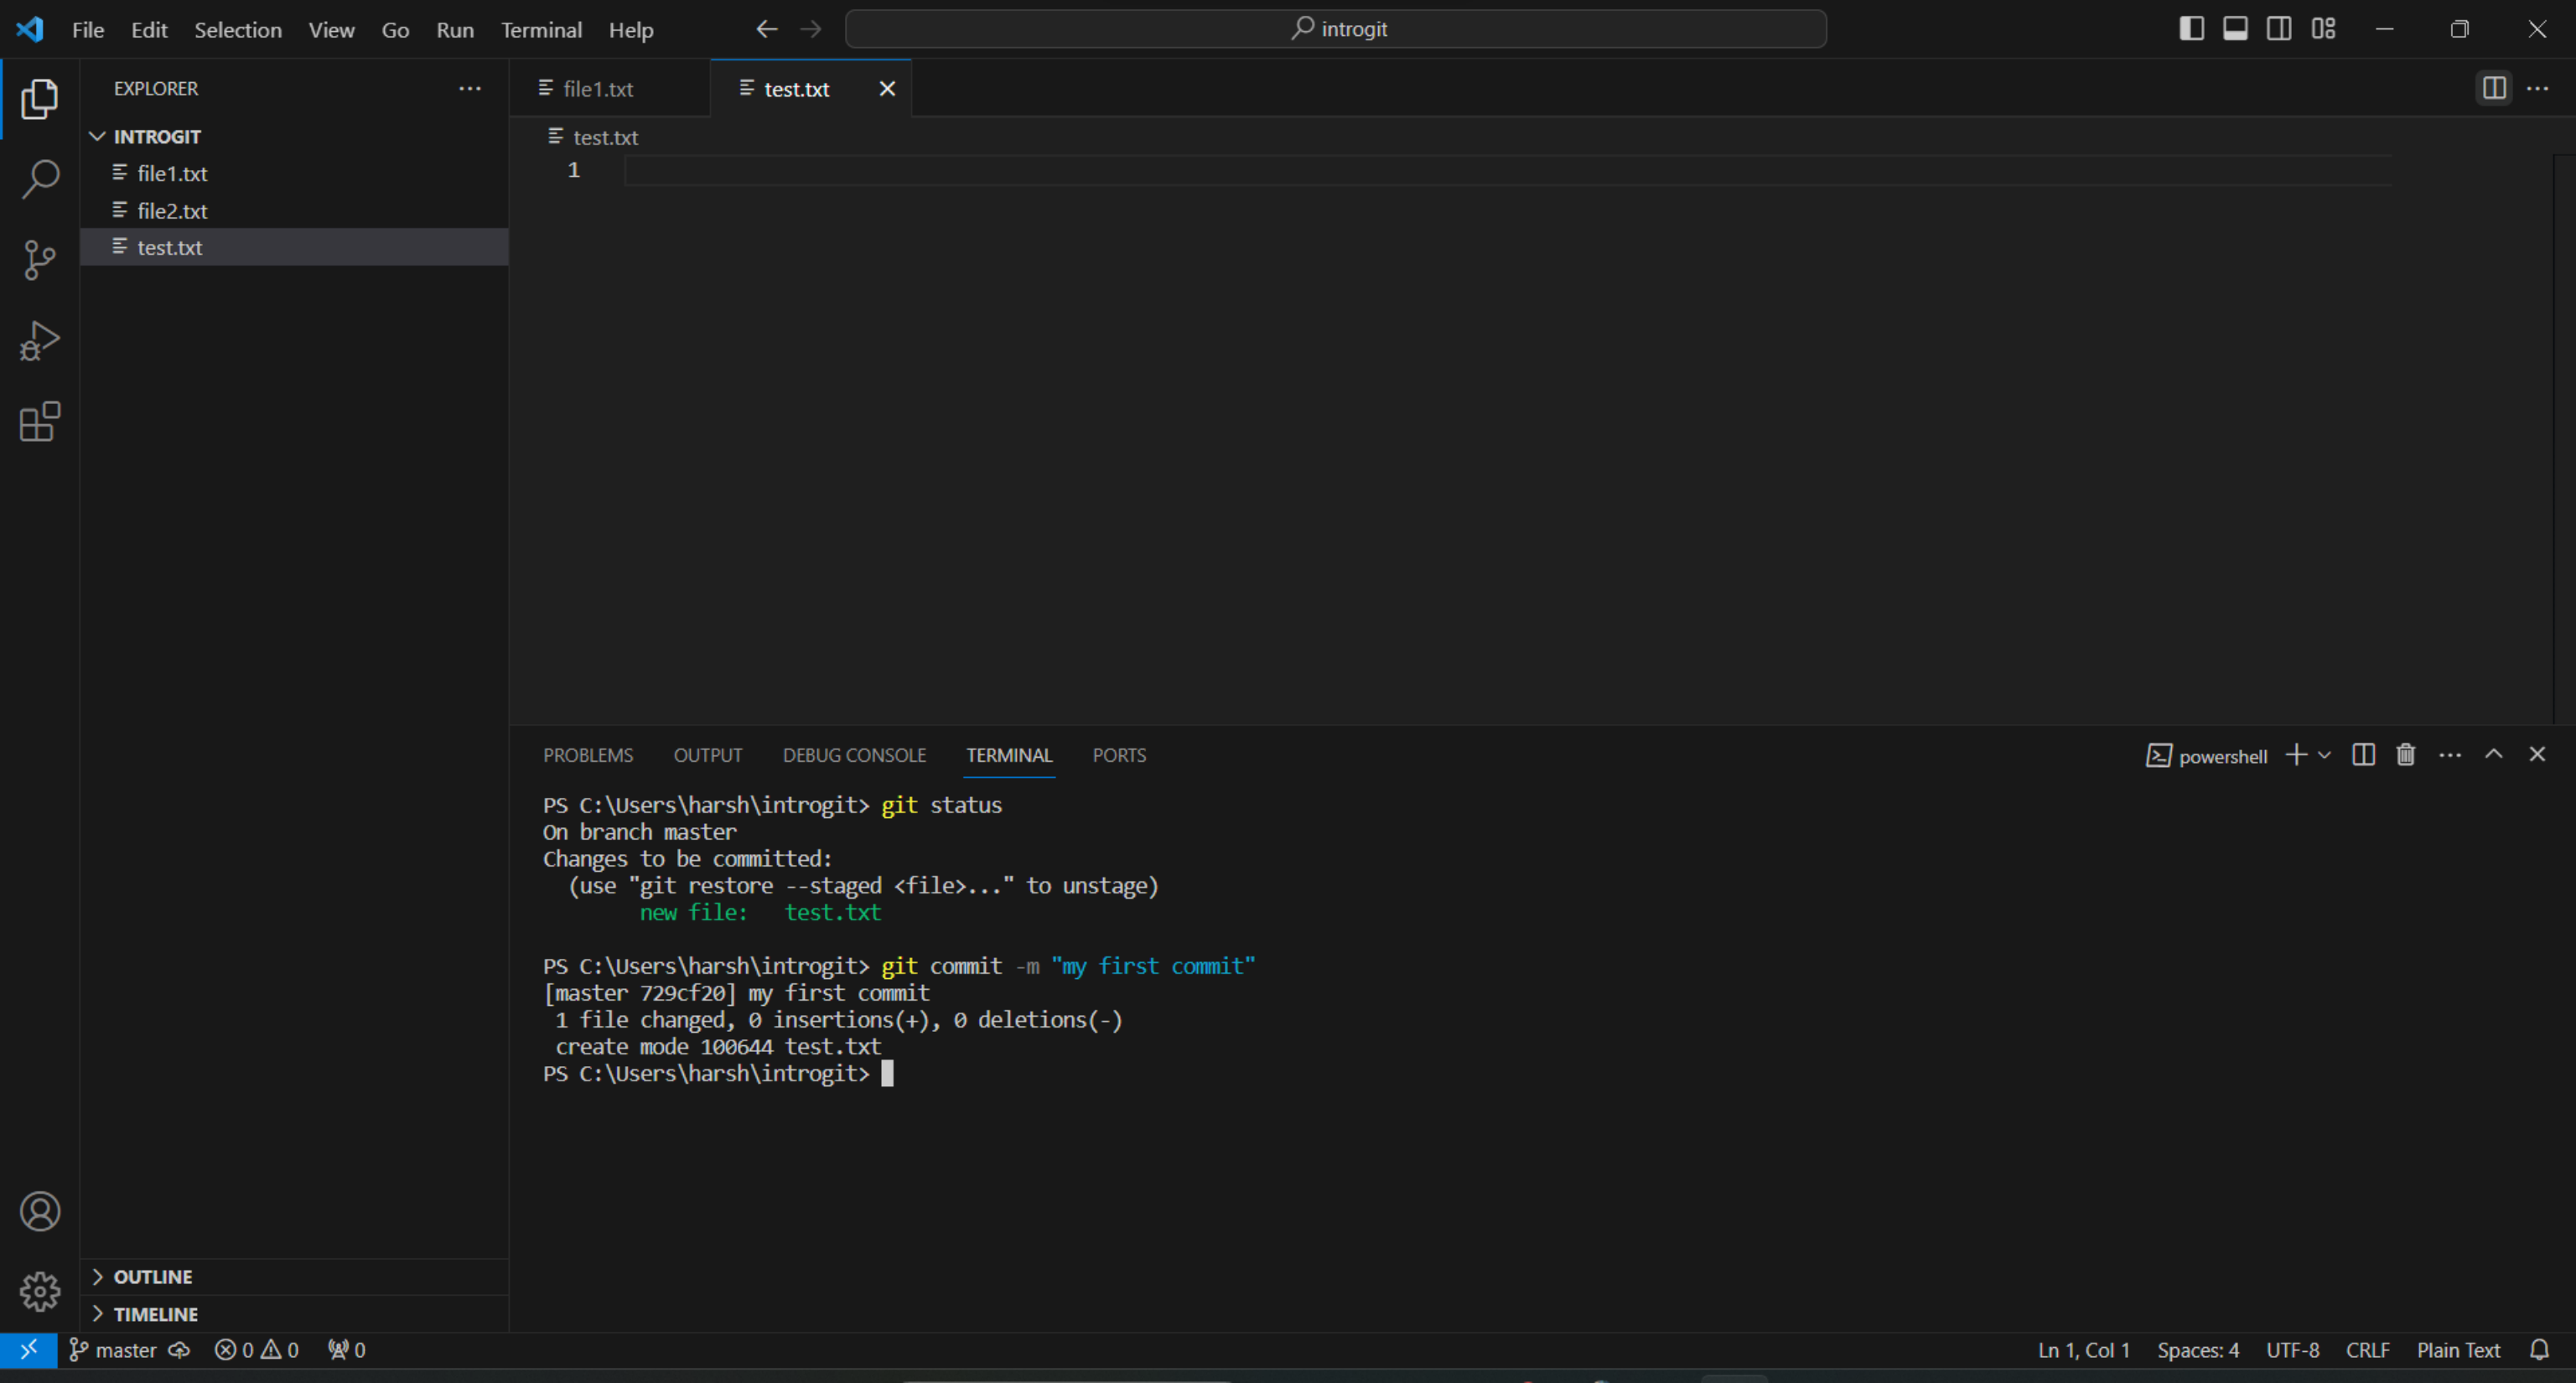 File Edit Selection View Go Run Terminal Help introgit
EXPLORER
INTROGIT
file1.txt
file2.txt
test.txt
OUTLINE
TIMELINE
file1.txt test.txt
test.txt
1
PROBLEMS OUTPUT DEBUG CONSOLE TERMINAL PORTS powershell
PS C:\Users\harsh\introgit> git status
On branch master
Changes to be committed:
  (use "git restore --staged <file>..." to unstage)
        new file:   test.txt
PS C:\Users\harsh\introgit> git commit -m "my first commit"
[master 729cf20] my first commit
 1 file changed, 0 insertions(+), 0 deletions(-)
 create mode 100644 test.txt
PS C:\Users\harsh\introgit>
master 0 0 0 Ln 1, Col 1 Spaces: 4 UTF-8 CRLF Plain Text